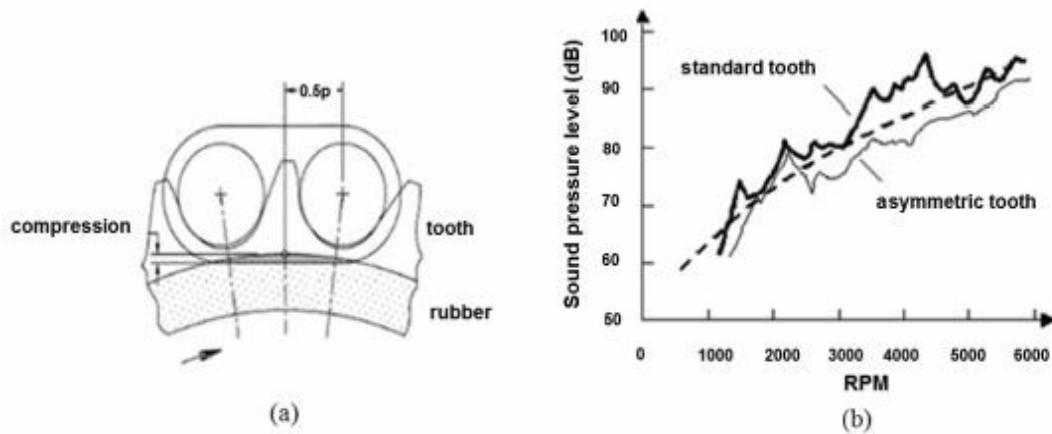 0.5p
compression
tooth
rubber
(a)
Sound pressure level (dB)
100
90
80
70
60
50
standard tooth
asymmetric tooth
0 1000 2000 3000 4000 5000 6000
RPM
(b)